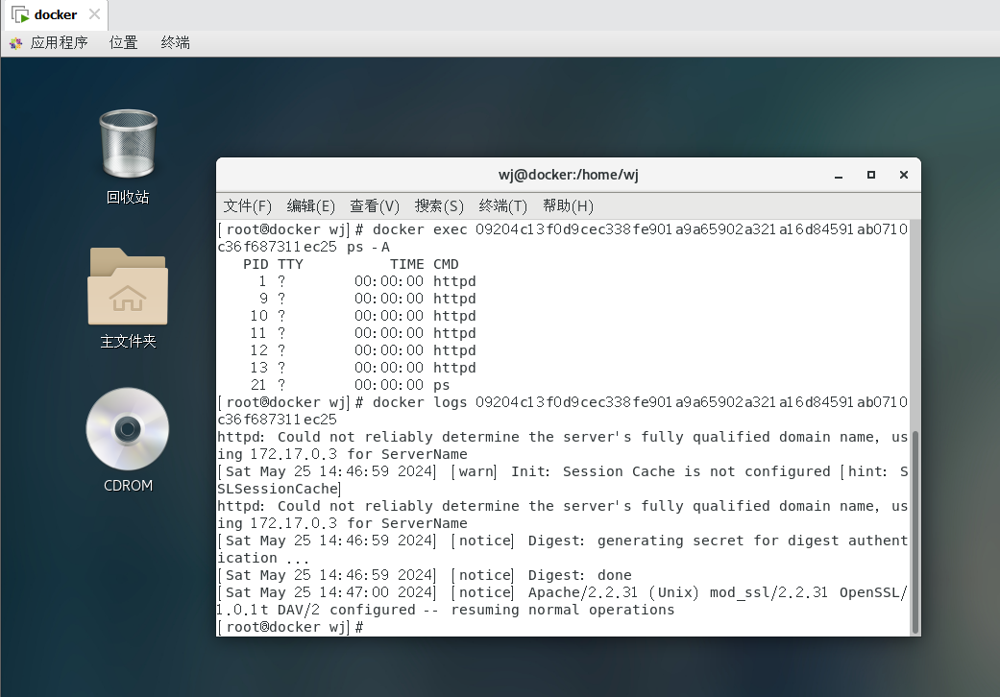 docker
应用程序 位置 终端
回收站
主文件夹
CDROM
wj@docker:/home/wj
文件(F) 编辑(E) 查看(V) 搜索(S) 终端(T) 帮助(H)
[root@docker wj]# docker exec 09204c13f0d9cec338fe901a9a65902a321a16d84591ab0710
c36f687311ec25 ps -A
PID TTY TIME CMD
1 ? 00:00:00 httpd
9 ? 00:00:00 httpd
10 ? 00:00:00 httpd
11 ? 00:00:00 httpd
12 ? 00:00:00 httpd
13 ? 00:00:00 httpd
21 ? 00:00:00 ps
[root@docker wj]# docker logs 09204c13f0d9cec338fe901a9a65902a321a16d84591ab0710
c36f687311ec25
httpd: Could not reliably determine the server's fully qualified domain name, us
ing 172.17.0.3 for ServerName
[Sat May 25 14:46:59 2024] [warn] Init: Session Cache is not configured [hint: S
SLSessionCache]
httpd: Could not reliably determine the server's fully qualified domain name, us
ing 172.17.0.3 for ServerName
[Sat May 25 14:46:59 2024] [notice] Digest: generating secret for digest authent
ication ...
[Sat May 25 14:46:59 2024] [notice] Digest: done
[Sat May 25 14:47:00 2024] [notice] Apache/2.2.31 (Unix) mod_ssl/2.2.31 OpenSSL/
1.0.1t DAV/2 configured -- resuming normal operations
[root@docker wj]#